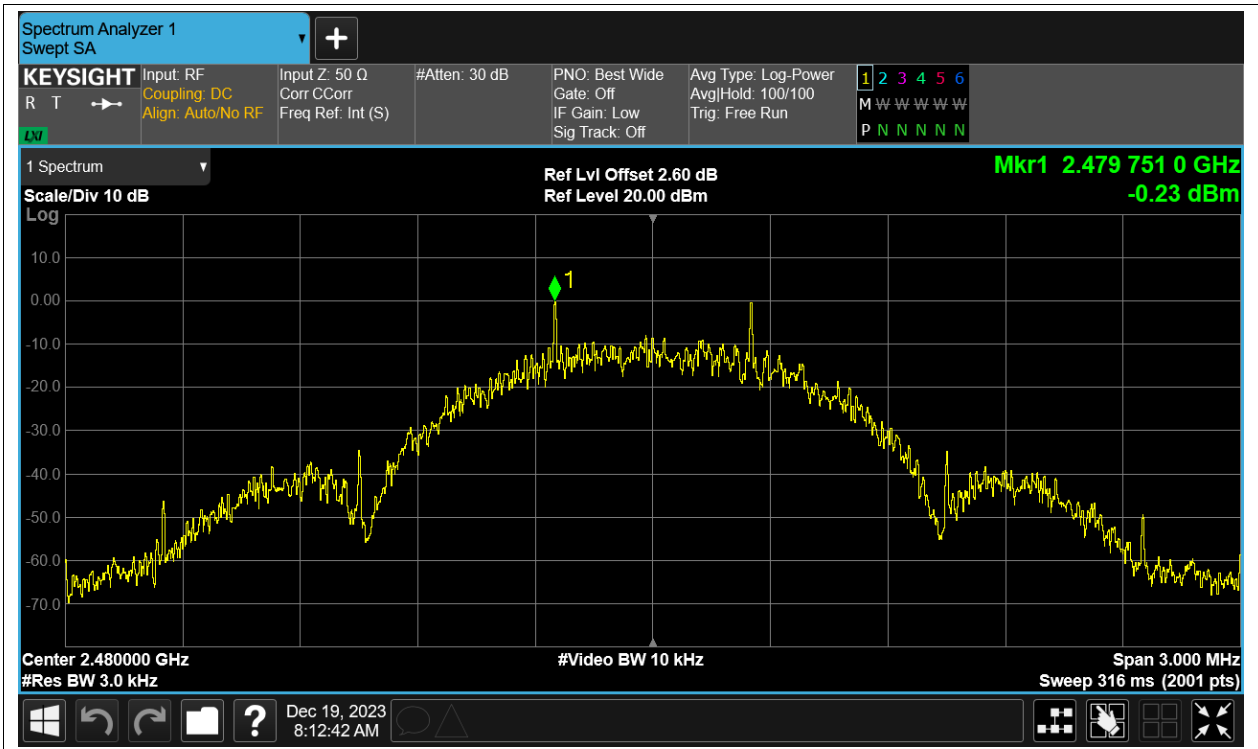 Spectrum Analyzer 1
Swept SA
+
KEYSIGHT Input: RF Input Z: 50 Ω #Atten: 30 dB PNO: Best Wide Avg Type: Log-Power 1 2 3 4 5 6
R T Coupling: DC Corr CCorr Gate: Off Avg|Hold: 100/100 M W W W W W
Align: Auto/No RF Freq Ref: Int (S) IF Gain: Low Trig: Free Run
LXI Sig Track: Off P N N N N N
1 Spectrum Ref Lvl Offset 2.60 dB Mkr1 2.479 751 0 GHz
Scale/Div 10 dB Ref Level 20.00 dBm -0.23 dBm
Log
1
10.0
0.00
-10.0
-20.0
-30.0
-40.0
-50.0
-60.0
-70.0
Center 2.480000 GHz #Video BW 10 kHz Span 3.000 MHz
#Res BW 3.0 kHz Sweep 316 ms (2001 pts)
? Dec 19, 2023
8:12:42 AM